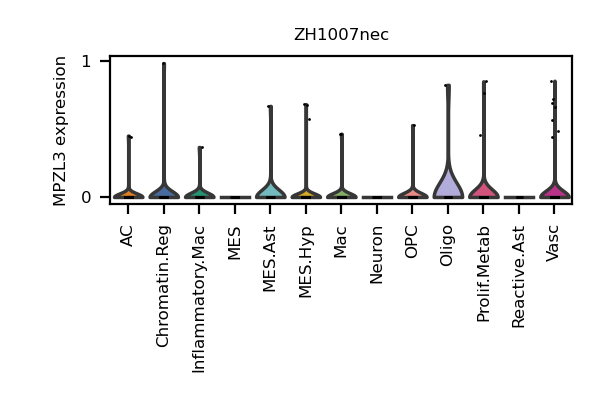 ZH1007nec
MPZL3 expression
1
0
AC
Chromatin.Reg
Inflammatory.Mac
MES
MES.Ast
MES.Hyp
Mac
Neuron
OPC
Oligo
Prolif.Metab
Reactive.Ast
Vasc